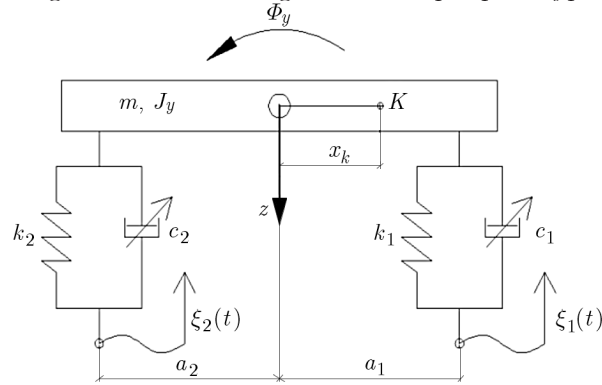 Φ_y
m, J_y
K
x_k
z
k_2
c_2
k_1
c_1
ξ_2(t)
ξ_1(t)
a_2
a_1